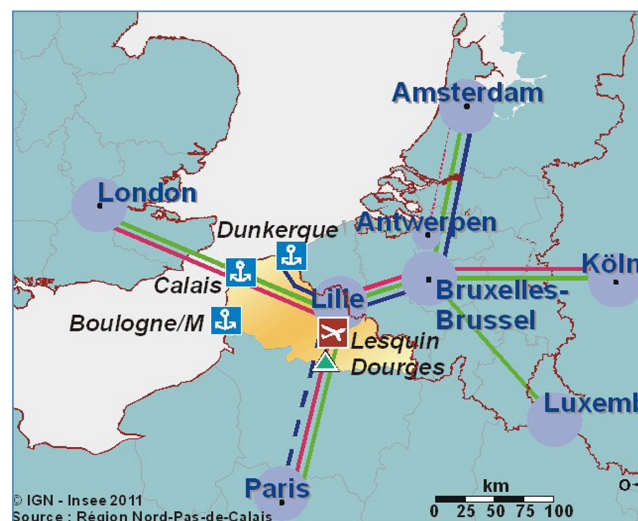 Amsterdam
London
Antwerpen
Dunkerque
Köln
Calais
Lille
Bruxelles-
Brussel
Boulogne/M
Lesquin
Dourges
Luxemb
Paris
km
O
0 25 50 75 100
© IGN - Insee 2011
Source : Région Nord-Pas-de-Calais